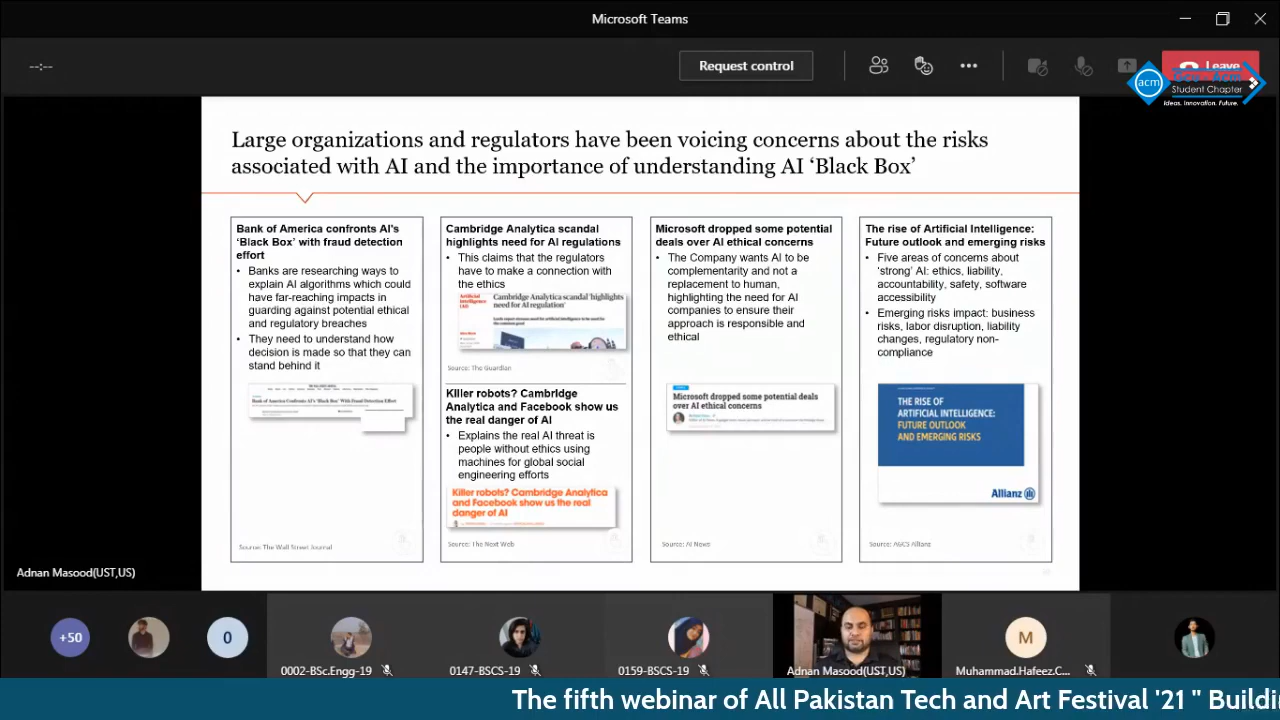 Microsoft Teams
--:--
Request control
Leave
acm
Student Chapter
Ideas. Innovation. Future.
Large organizations and regulators have been voicing concerns about the risks
associated with AI and the importance of understanding AI ‘Black Box’
Bank of America confronts AI's
‘Black Box’ with fraud detection
effort
• Banks are researching ways to
explain AI algorithms which could
have far-reaching impacts in
guarding against potential ethical
and regulatory breaches
• They need to understand how
decision is made so that they can
stand behind it
Bank of America Confronts AI's 'Black Box' With Fraud Detection Effort
Source: The Wall Street Journal
Cambridge Analytica scandal
highlights need for AI regulations
• This claims that the regulators
have to make a connection with
the ethics
Artificial
intelligence
(AI)
Cambridge Analytica scandal 'highlights
need for AI regulation'
Source: The Guardian
Killer robots? Cambridge
Analytica and Facebook show us
the real danger of AI
• Explains the real AI threat is
people without ethics using
machines for global social
engineering efforts
Killer robots? Cambridge Analytica
and Facebook show us the real
danger of AI
Source: The Next Web
Microsoft dropped some potential
deals over AI ethical concerns
• The Company wants AI to be
complementarity and not a
replacement to human,
highlighting the need for AI
companies to ensure their
approach is responsible and
ethical
Microsoft dropped some potential deals
over AI ethical concerns
Source: AI News
The rise of Artificial Intelligence:
Future outlook and emerging risks
• Five areas of concerns about
‘strong’ AI: ethics, liability,
accountability, safety, software
accessibility
• Emerging risks impact: business
risks, labor disruption, liability
changes, regulatory non-
compliance
THE RISE OF
ARTIFICIAL INTELLIGENCE:
FUTURE OUTLOOK
AND EMERGING RISKS
Allianz
Source: AGCS Allianz
Adnan Masood(UST,US)
+50
0
0002-BSc.Engg-19
0147-BSCS-19
0159-BSCS-19
Adnan Masood(UST,US)
M
Muhammad.Hafeez.C...
The fifth webinar of All Pakistan Tech and Art Festival '21 " Buildi